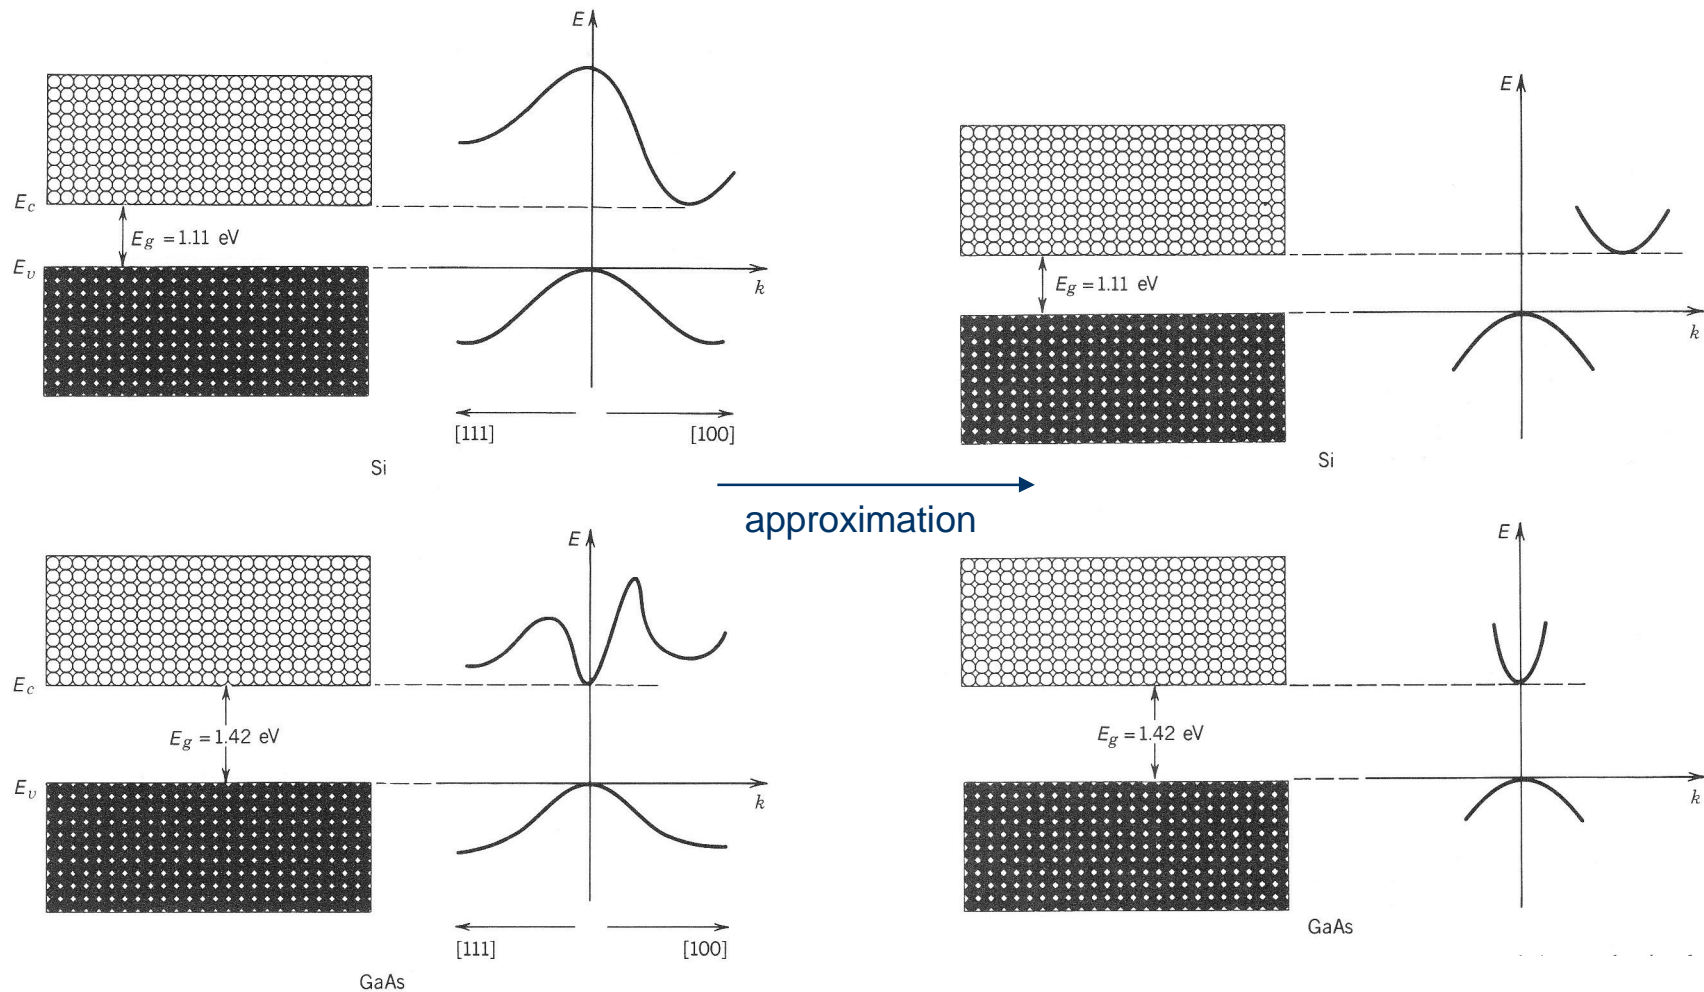 E
E_c
E_g = 1.11 eV
E_v
k
[111] [100]
Si
E
E_g = 1.11 eV
k
Si
approximation
E
E_c
E_g = 1.42 eV
E_v
k
[111] [100]
GaAs
E
E_g = 1.42 eV
k
GaAs